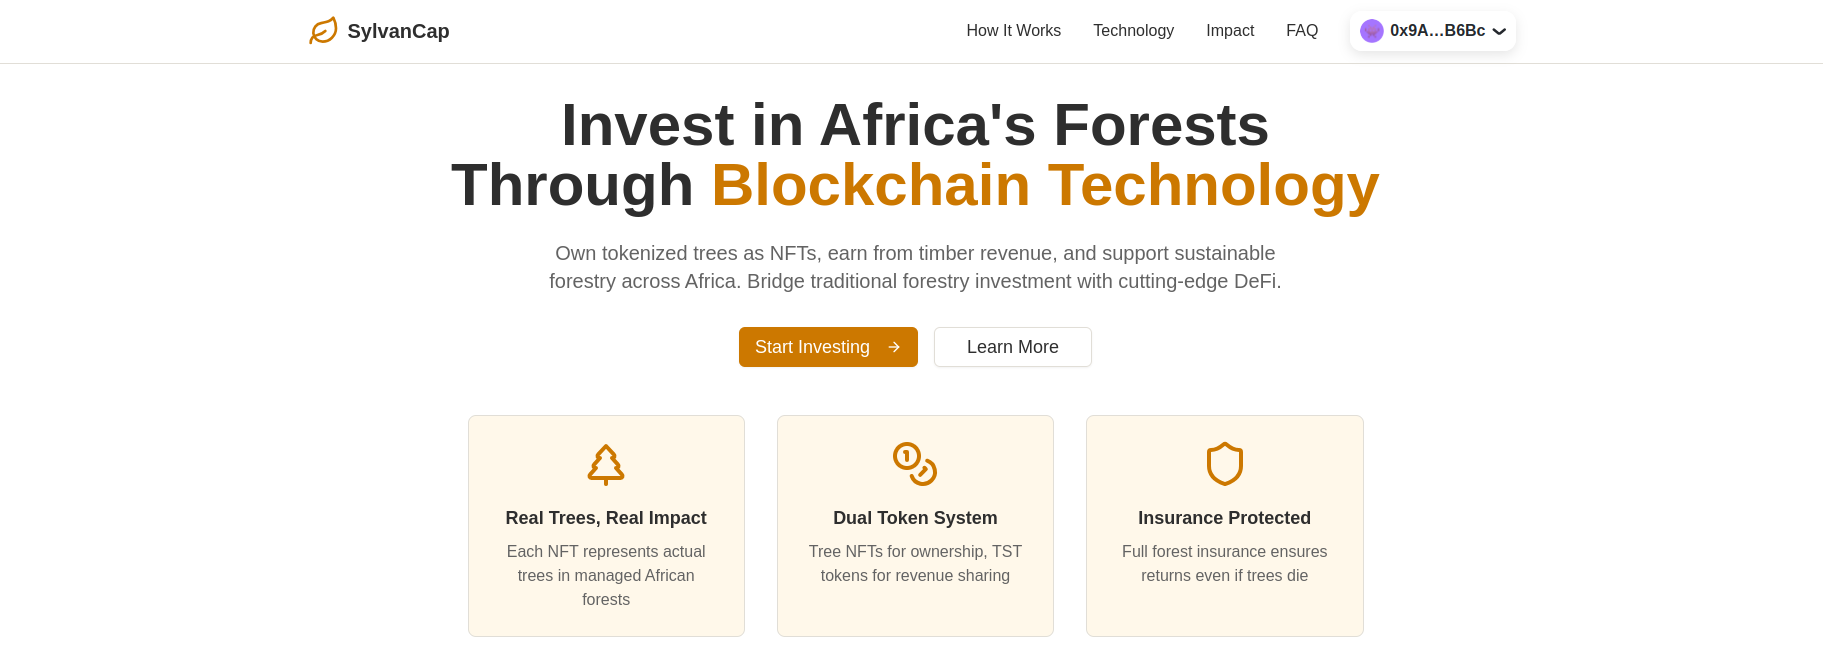 SylvanCap
How It Works
Technology
Impact
FAQ
0x9A...B6Bc
Invest in Africa's Forests
Through Blockchain Technology
Own tokenized trees as NFTs, earn from timber revenue, and support sustainable
forestry across Africa. Bridge traditional forestry investment with cutting-edge DeFi.
Start Investing
Learn More
Real Trees, Real Impact
Each NFT represents actual
trees in managed African
forests
Dual Token System
Tree NFTs for ownership, TST
tokens for revenue sharing
Insurance Protected
Full forest insurance ensures
returns even if trees die